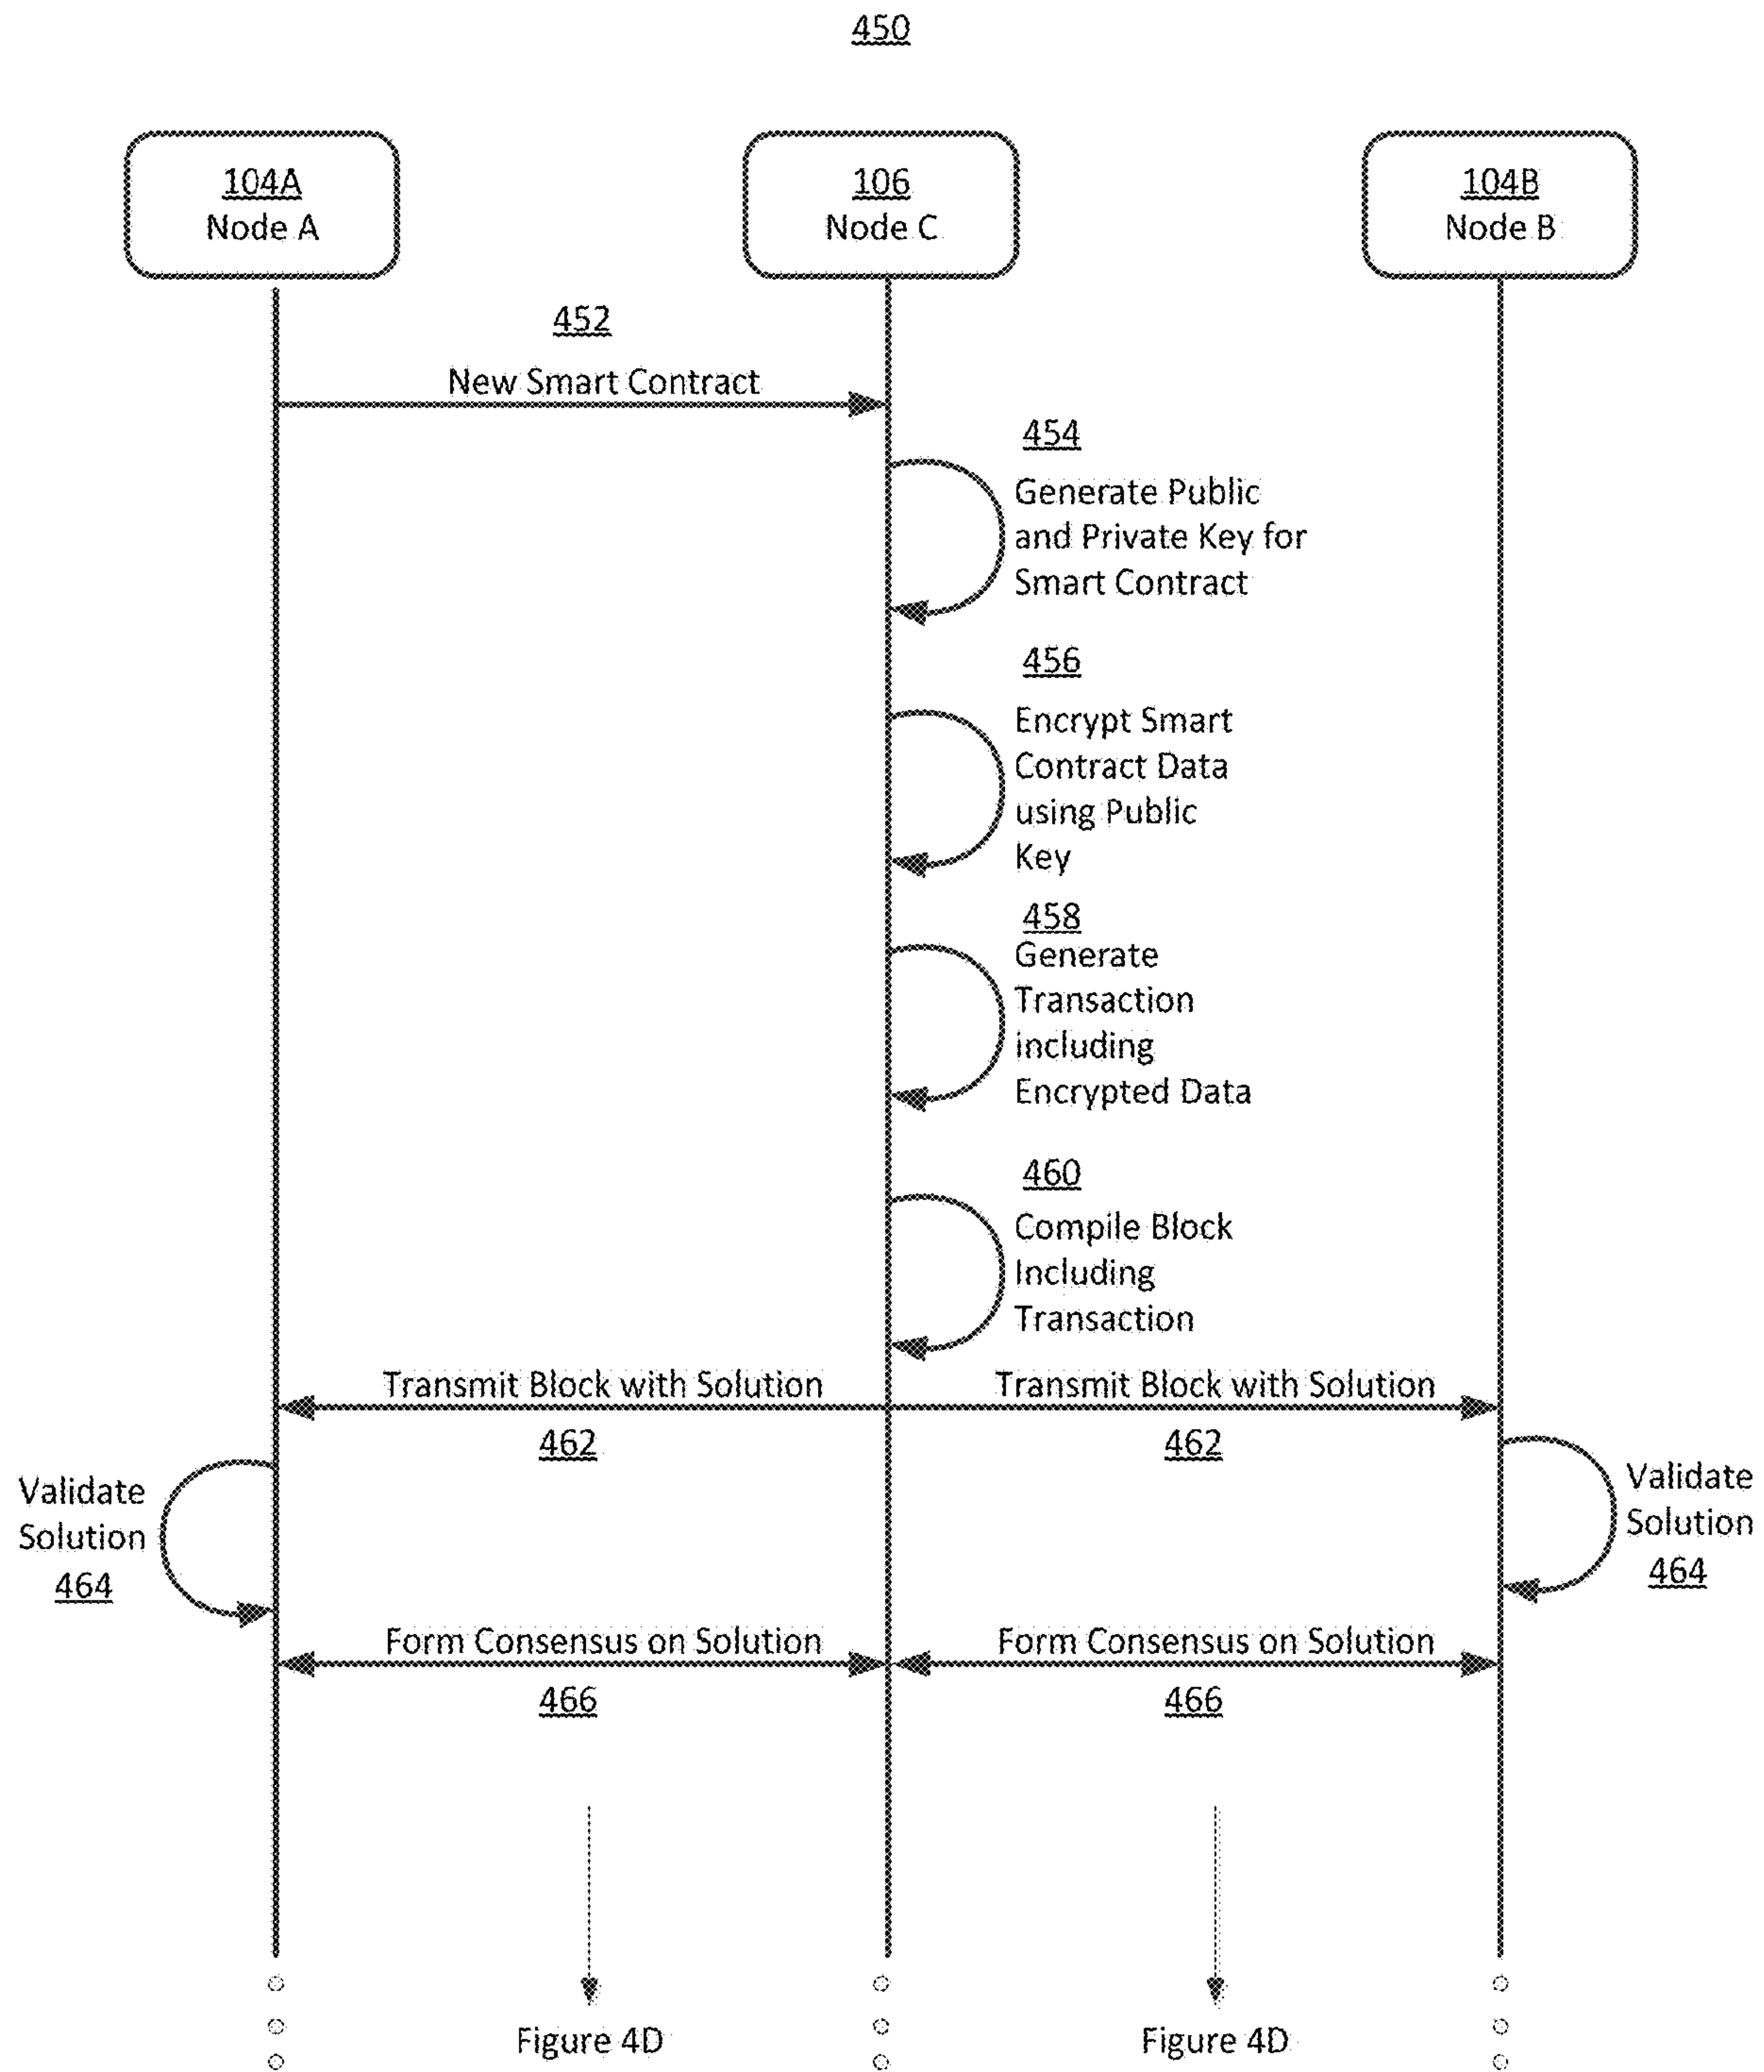 450
104A
Node A
106
Node C
104B
Node B
452
New Smart Contract
454
Generate Public
and Private Key for
Smart Contract
456
Encrypt Smart
Contract Data
using Public
Key
458
Generate
Transaction
including
Encrypted Data
460
Compile Block
Including
Transaction
Transmit Block with Solution
Transmit Block with Solution
462
462
Validate
Solution
464
Validate
Solution
464
Form Consensus on Solution
Form Consensus on Solution
466
466
Figure 4D
Figure 4D